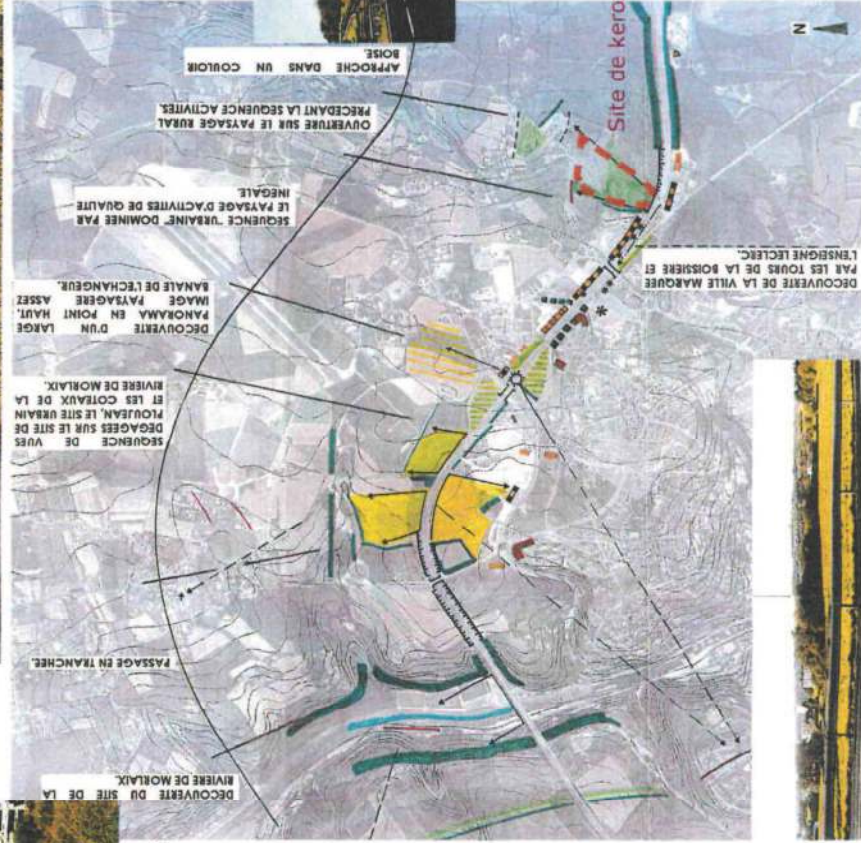 APPROCHE DANS UN COULOIR
BOISE.
OUVERTURE SUR LE PAYSAGE RURAL
PRECEDANT LA SEQUENCE ACTIVITES.
SEQUENCE "URBAINE" DOMINEE PAR
LE PAYSAGE D'ACTIVITES DE QUALITE
INEGALE.
DECOUVERTE D'UN LARGE
PANORAMA EN POINT HAUT.
IMAGE PAYSAGERE ASSEZ
BANALE DE L'ECHANGEUR.
SEQUENCE DE VUES
DEGAGEES SUR LE SITE DE
PLOUJEAN, LE SITE URBAIN
ET LES COTEAUX DE LA
RIVIERE DE MORLAIX.
PASSAGE EN TRANCHEE.
DECOUVERTE DU SITE DE LA
RIVIERE DE MORLAIX.
DECOUVERTE DE LA VILLE MARQUEE
PAR LES TOURS DE LA BOISSIERE ET
L'ENSEIGNE LECLERC.
Site de kero
N